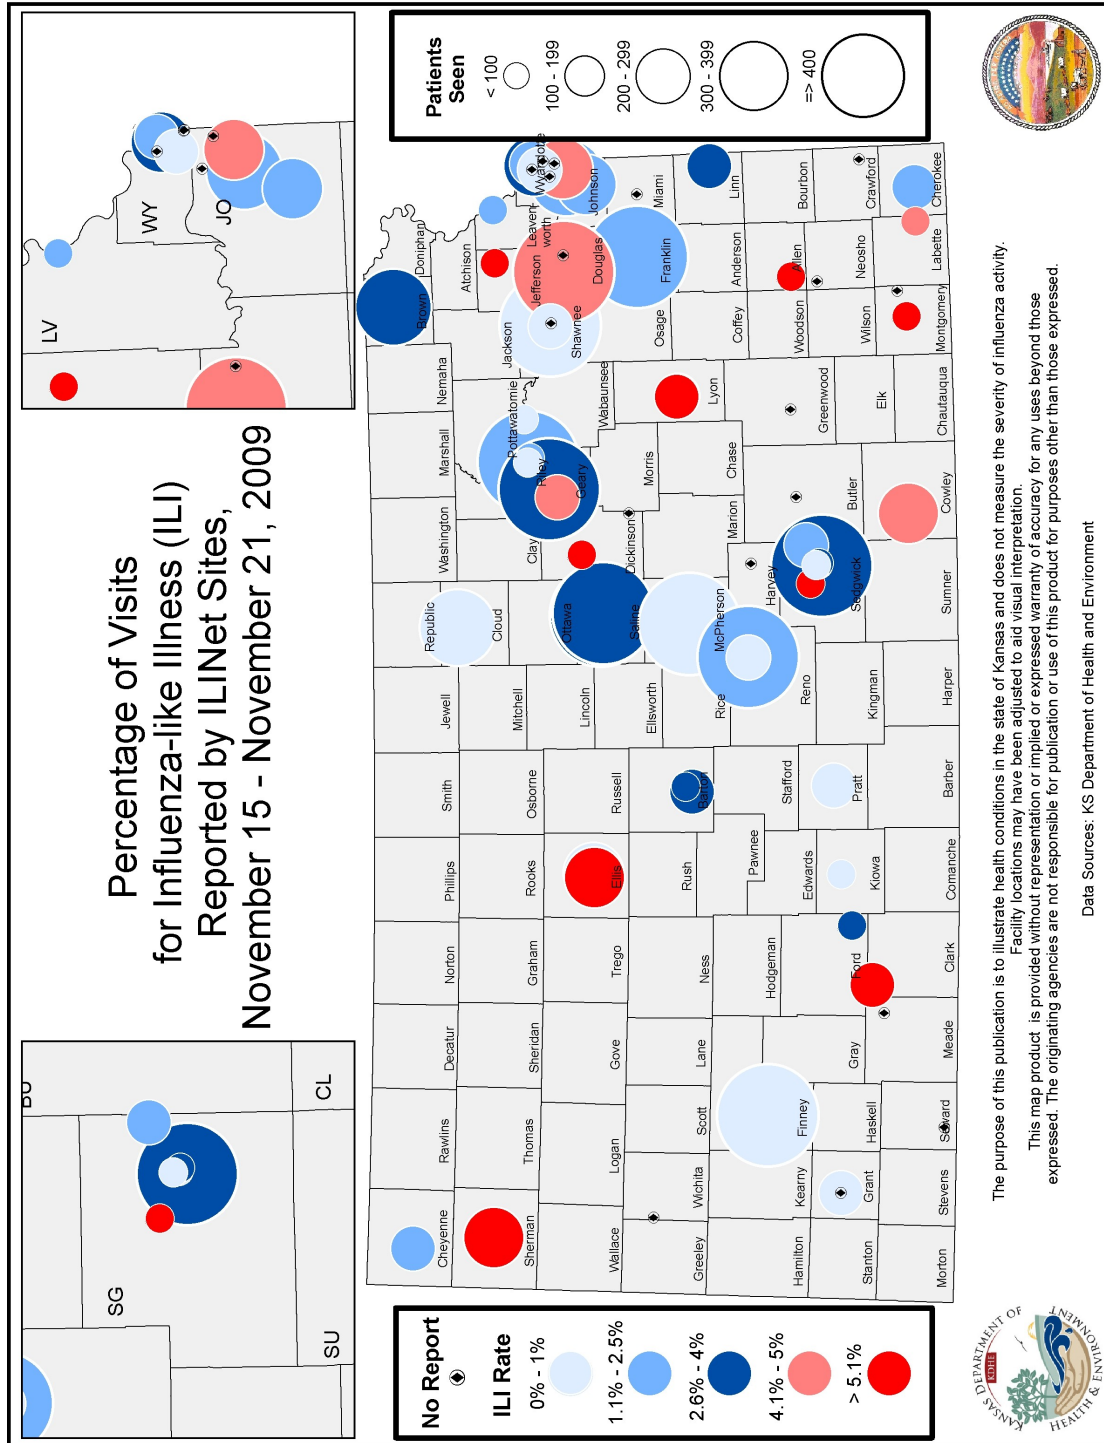 Percentage of Visits
for Influenza-like Illness (ILI)
Reported by ILINet Sites,
November 15 - November 21, 2009
SG
SU
CL
LV
WY
JO
No Report
ILI Rate
0% - 1%
1.1% - 2.5%
2.6% - 4%
4.1% - 5%
> 5.1%
Patients
Seen
< 100
100 - 199
200 - 299
300 - 399
=> 400
Cheyenne
Rawlins
Decatur
Norton
Phillips
Smith
Jewell
Republic
Washington
Marshall
Nemaha
Brown
Doniphan
Sherman
Thomas
Sheridan
Graham
Rooks
Osborne
Mitchell
Cloud
Clay
Riley
Pottawatomie
Jackson
Atchison
Jefferson
Leaven-
worth
Wyandotte
Wallace
Logan
Gove
Trego
Ellis
Russell
Lincoln
Ottawa
Saline
Dickinson
Geary
Wabaunsee
Shawnee
Douglas
Johnson
Greeley
Wichita
Scott
Lane
Ness
Rush
Barton
Ellsworth
Rice
McPherson
Marion
Morris
Chase
Lyon
Osage
Franklin
Miami
Hamilton
Kearny
Finney
Hodgeman
Pawnee
Edwards
Stafford
Reno
Harvey
Butler
Greenwood
Coffey
Anderson
Linn
Woodson
Allen
Bourbon
Stanton
Grant
Haskell
Gray
Ford
Kiowa
Pratt
Kingman
Sedgwick
Elk
Wilson
Neosho
Crawford
Morton
Stevens
Seward
Meade
Clark
Comanche
Barber
Harper
Sumner
Cowley
Chautauqua
Montgomery
Labette
Cherokee
The purpose of this publication is to illustrate health conditions in the state of Kansas and does not measure the severity of influenza activity.
Facility locations may have been adjusted to aid visual interpretation.
This map product is provided without representation or implied or expressed warranty of accuracy for any uses beyond those
expressed. The originating agencies are not responsible for publication or use of this product for purposes other than those expressed.
Data Sources: KS Department of Health and Environment
KANSAS DEPARTMENT OF
KDHE
HEALTH & ENVIRONMENT